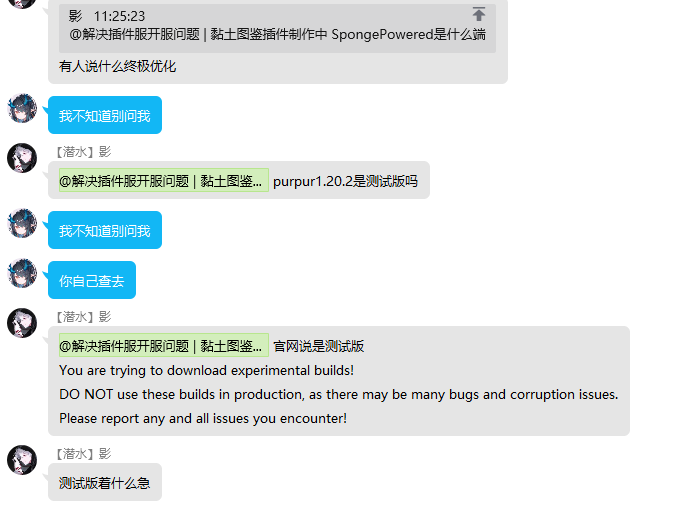 影 11:25:23
@解决插件服开服问题 | 黏土图鉴插件制作中 SpongePowered是什么端
有人说什么终极优化
我不知道别问我
【潜水】影
@解决插件服开服问题 | 黏土图鉴... purpur1.20.2是测试版吗
我不知道别问我
你自己查去
【潜水】影
@解决插件服开服问题 | 黏土图鉴... 官网说是测试版
You are trying to download experimental builds!
DO NOT use these builds in production, as there may be many bugs and corruption issues.
Please report any and all issues you encounter!
【潜水】影
测试版着什么急